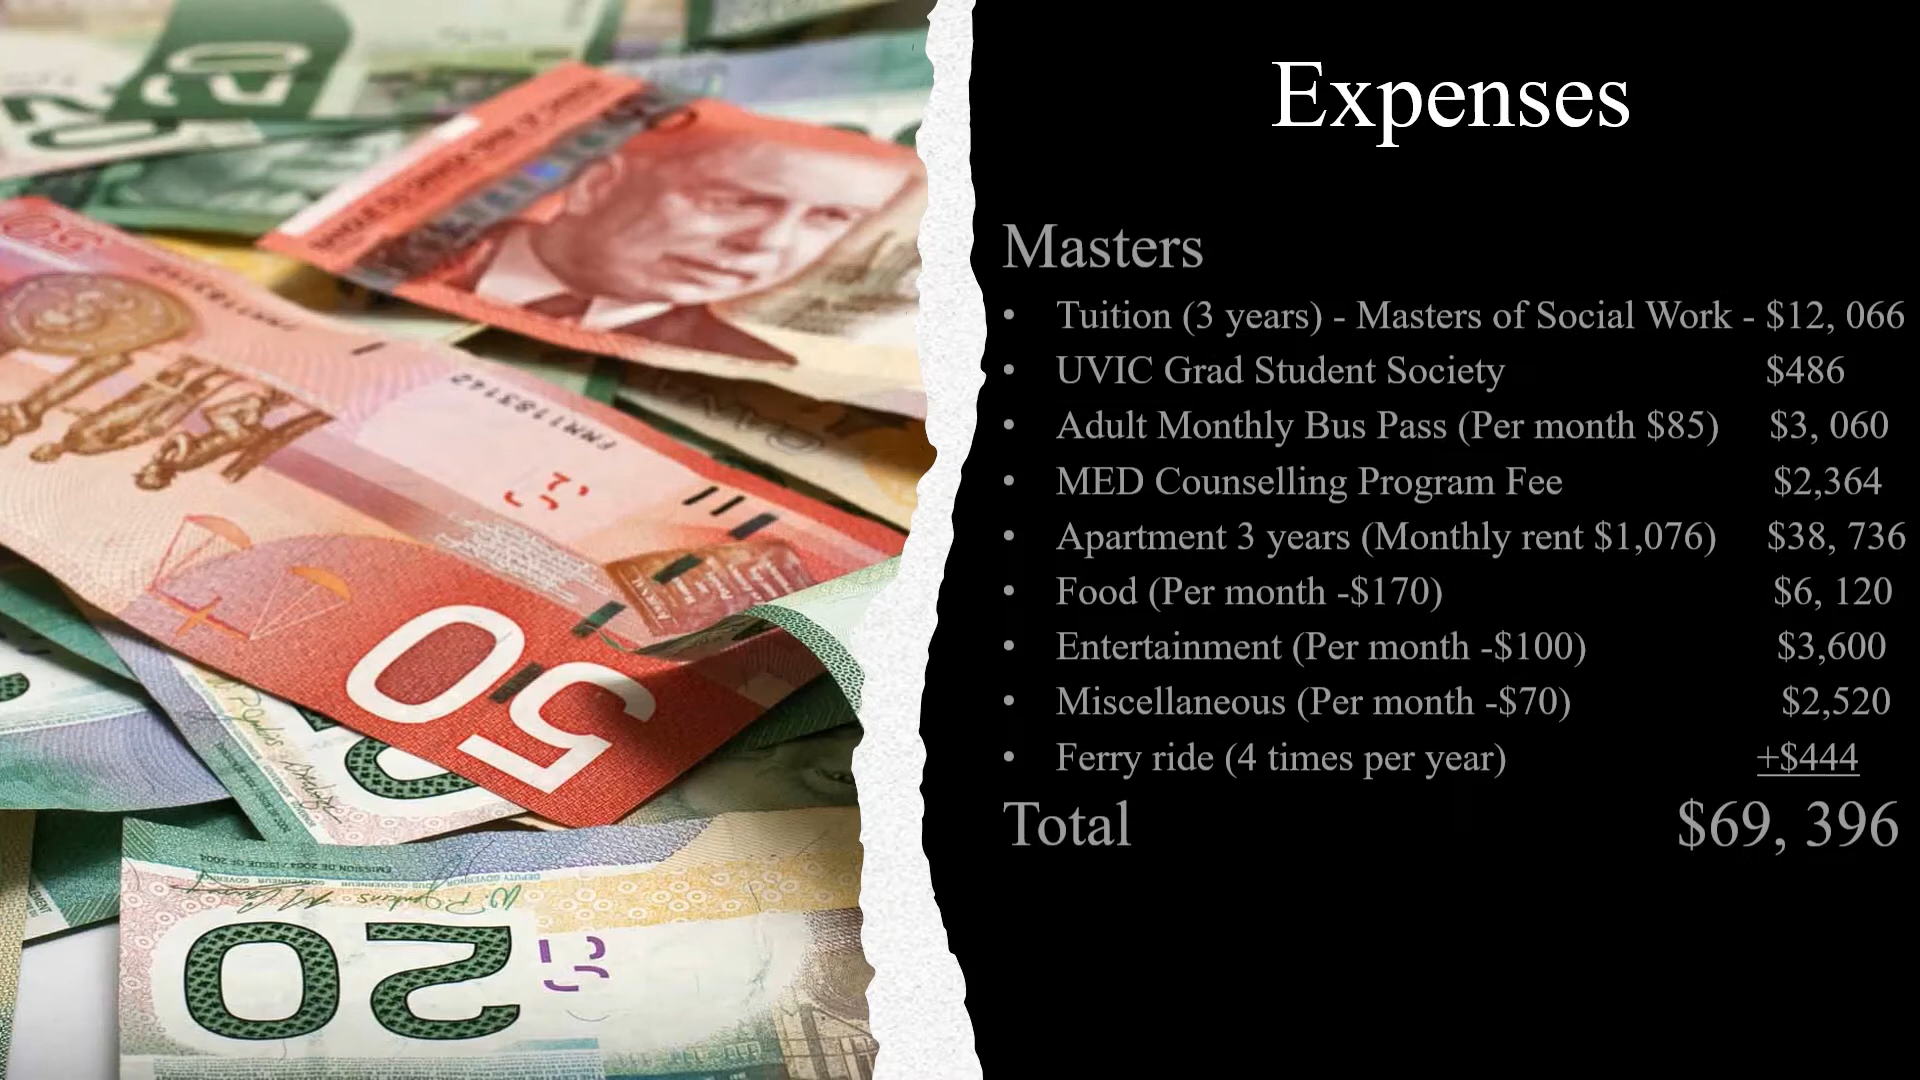 Expenses
Masters
• Tuition (3 years) - Masters of Social Work - $12, 066
• UVIC Grad Student Society $486
• Adult Monthly Bus Pass (Per month $85) $3, 060
• MED Counselling Program Fee $2,364
• Apartment 3 years (Monthly rent $1,076) $38, 736
• Food (Per month -$170) $6, 120
• Entertainment (Per month -$100) $3,600
• Miscellaneous (Per month -$70) $2,520
• Ferry ride (4 times per year) +$444
Total $69, 396
50
20